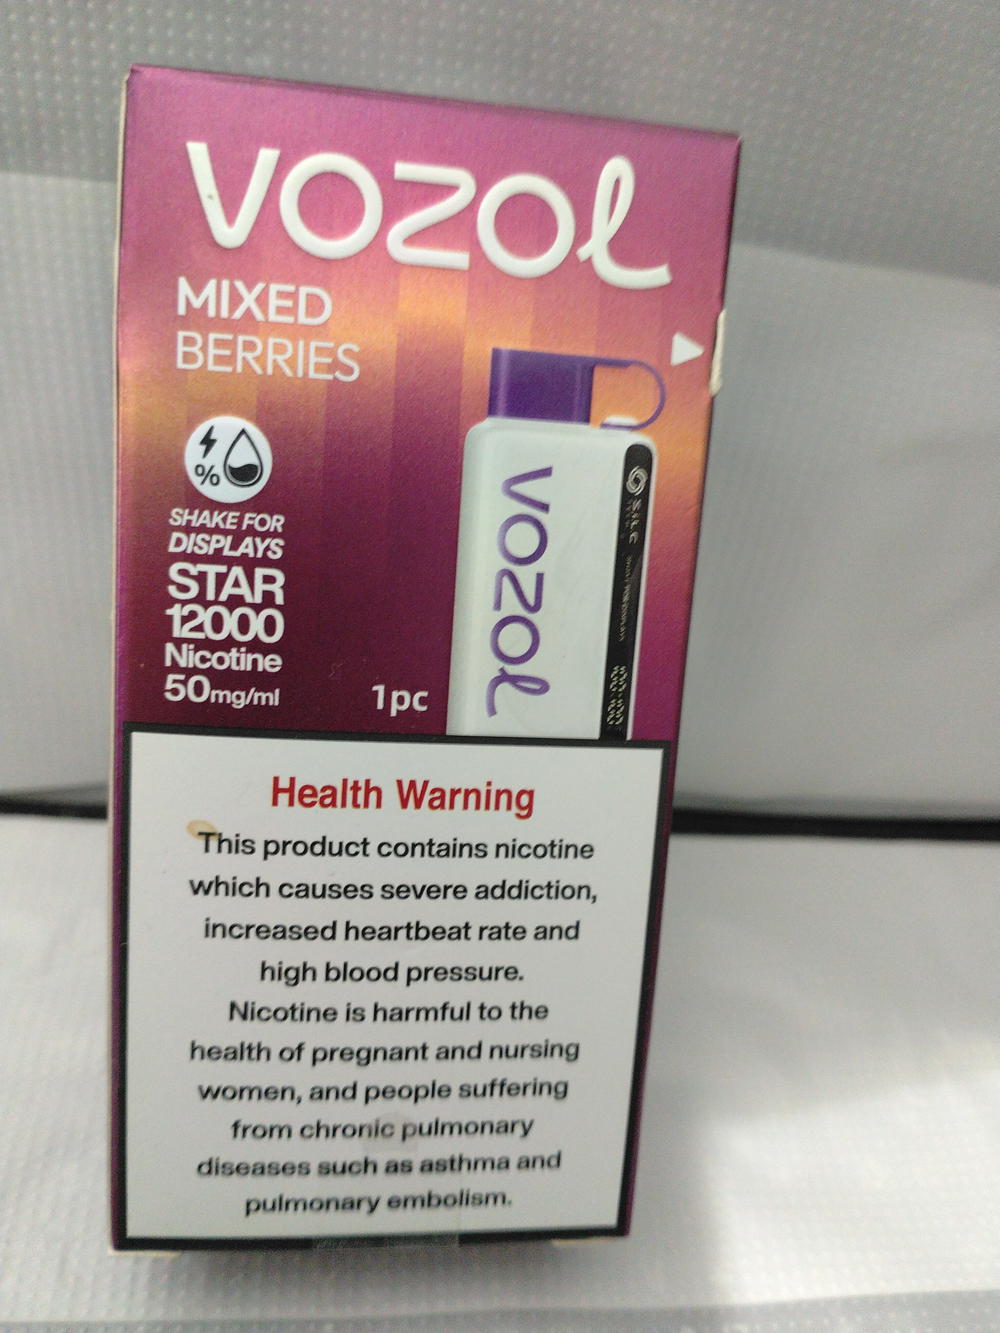 VOZOL
MIXED
BERRIES
%
SHAKE FOR
DISPLAYS
STAR
12000
Nicotine
50mg/ml
1pc
VOZOL
Health Warning
This product contains nicotine
which causes severe addiction,
increased heartbeat rate and
high blood pressure.
Nicotine is harmful to the
health of pregnant and nursing
women, and people suffering
from chronic pulmonary
diseases such as asthma and
pulmonary embolism.